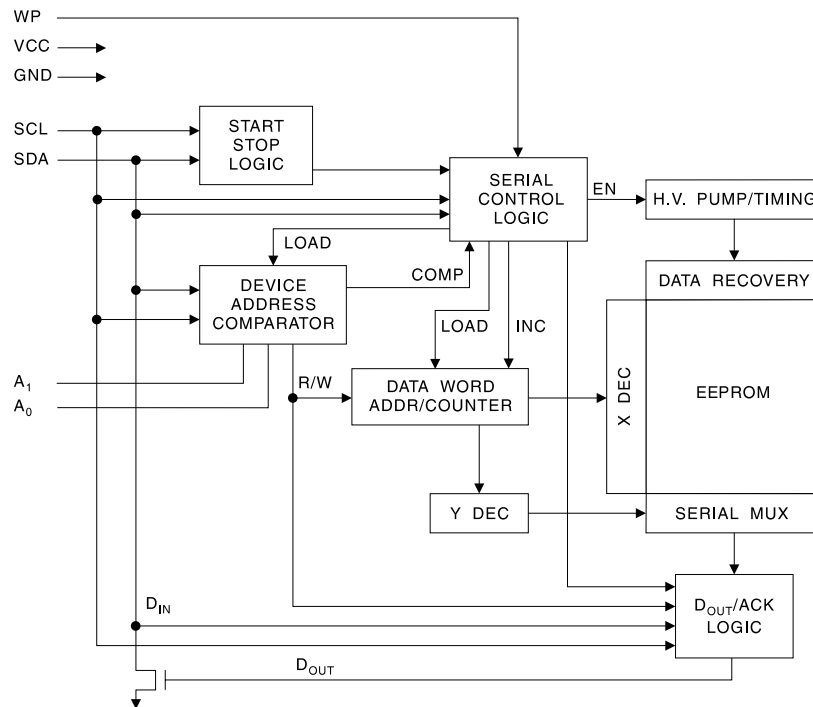 WP
VCC
GND
SCL
SDA
START
STOP
LOGIC
SERIAL
CONTROL
LOGIC
EN
H.V. PUMP/TIMING
LOAD
COMP
DEVICE
ADDRESS
COMPARATOR
DATA RECOVERY
LOAD
INC
A1
A0
R/W
DATA WORD
ADDR/COUNTER
X DEC
EEPROM
Y DEC
SERIAL MUX
DIN
DOUT/ACK
LOGIC
DOUT